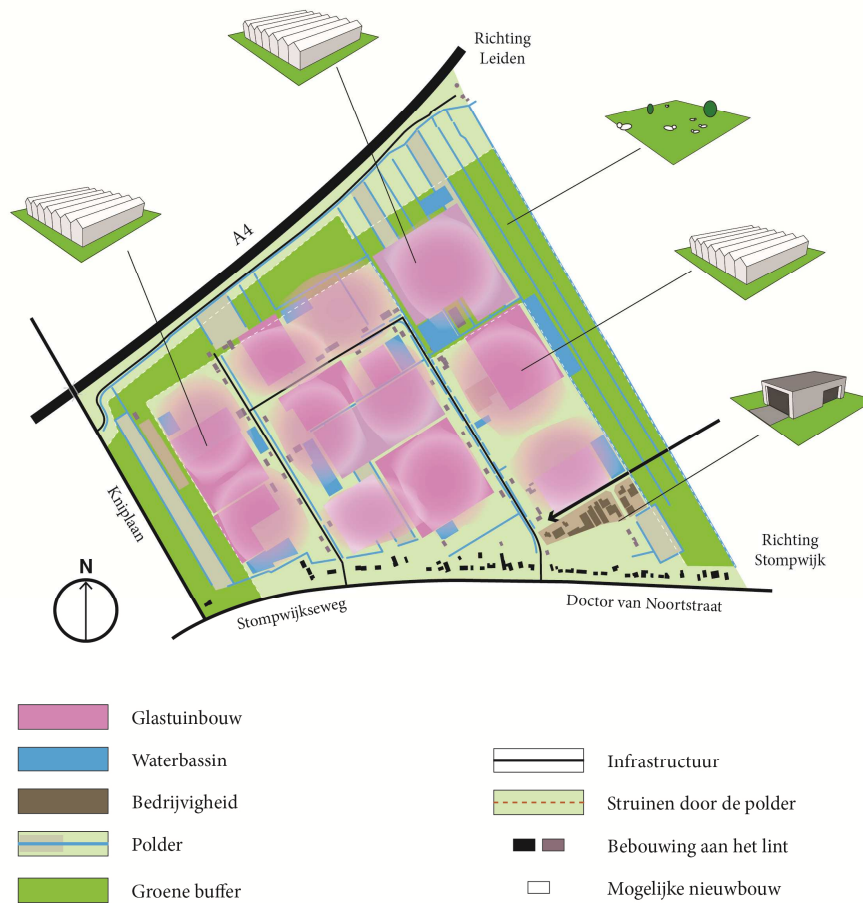 Richting
Leiden
A4
Kniplaan
Richting
Stompwijk
N
Stompwijkseweg
Doctor van Noortstraat
Glastuinbouw
Waterbassin
Bedrijvigheid
Polder
Groene buffer
Infrastructuur
Struinen door de polder
Bebouwing aan het lint
Mogelijke nieuwbouw